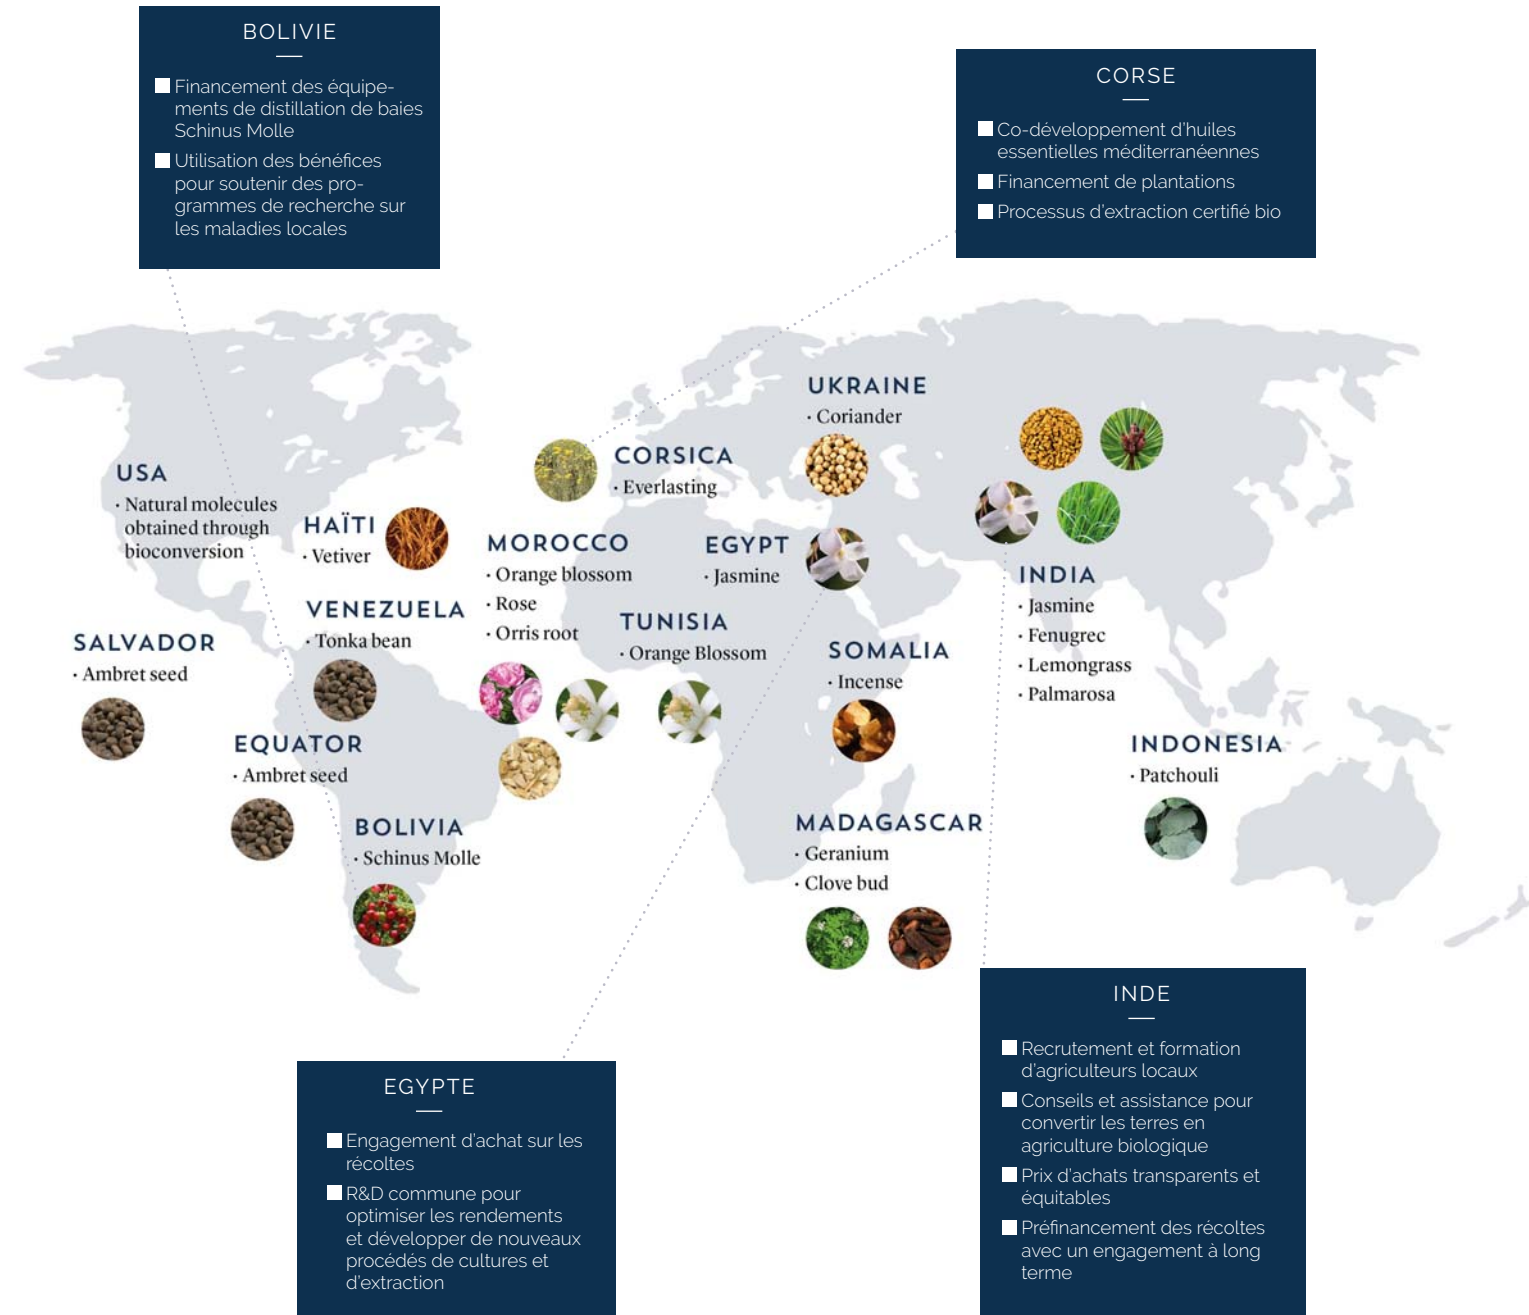 BOLIVIE
Financement des équipe-
ments de distillation de baies
Schinus Molle
Utilisation des bénéfices
pour soutenir des pro-
grammes de recherche sur
les maladies locales
CORSE
Co-développement d'huiles
essentielles méditerranéennes
Financement de plantations
Processus d'extraction certifié bio
UKRAINE
· Coriander
CORSICA
· Everlasting
USA
· Natural molecules
obtained through
bioconversion
HAÏTI
· Vetiver
MOROCCO
· Orange blossom
· Rose
· Orris root
EGYPT
· Jasmine
INDIA
· Jasmine
· Fenugrec
· Lemongrass
· Palmarosa
VENEZUELA
· Tonka bean
TUNISIA
· Orange Blossom
SALVADOR
· Ambret seed
SOMALIA
· Incense
EQUATOR
· Ambret seed
INDONESIA
· Patchouli
BOLIVIA
· Schinus Molle
MADAGASCAR
· Geranium
· Clove bud
EGYPTE
Engagement d'achat sur les
récoltes
R&D commune pour
optimiser les rendements
et développer de nouveaux
procédés de cultures et
d'extraction
INDE
Recrutement et formation
d'agriculteurs locaux
Conseils et assistance pour
convertir les terres en
agriculture biologique
Prix d'achats transparents et
équitables
Préfinancement des récoltes
avec un engagement à long
terme